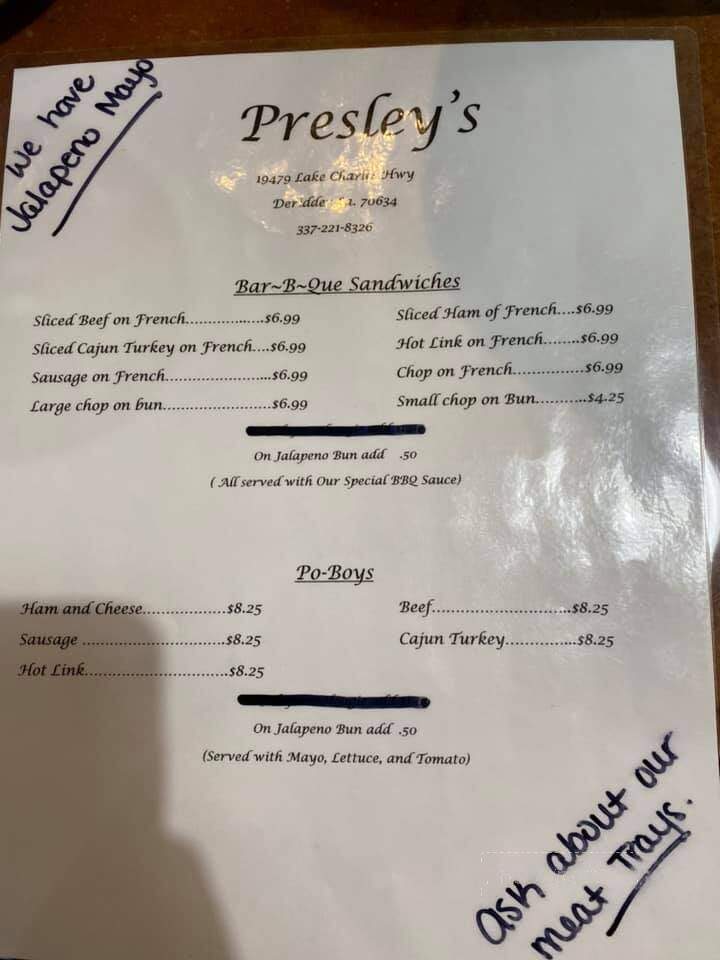 We have
Jalapeno Mayo
Presley's
19479 Lake Charles Hwy
Deridder La. 70634
337-221-8326
Bar~B~Que Sandwiches
Sliced Beef on French..................$6.99
Sliced Cajun Turkey on French....$6.99
Sausage on French........................$6.99
Large chop on bun........................$6.99
Sliced Ham of French....$6.99
Hot Link on French........$6.99
Chop on French...............$6.99
Small chop on Bun...........$4.25
On Jalapeno Bun add .50
( All served with Our Special BBQ Sauce)
Po-Boys
Ham and Cheese..................$8.25
Sausage ...............................$8.25
Hot Link...............................$8.25
Beef..............................$8.25
Cajun Turkey................$8.25
On Jalapeno Bun add .50
(Served with Mayo, Lettuce, and Tomato)
Ask about our
meat Trays.